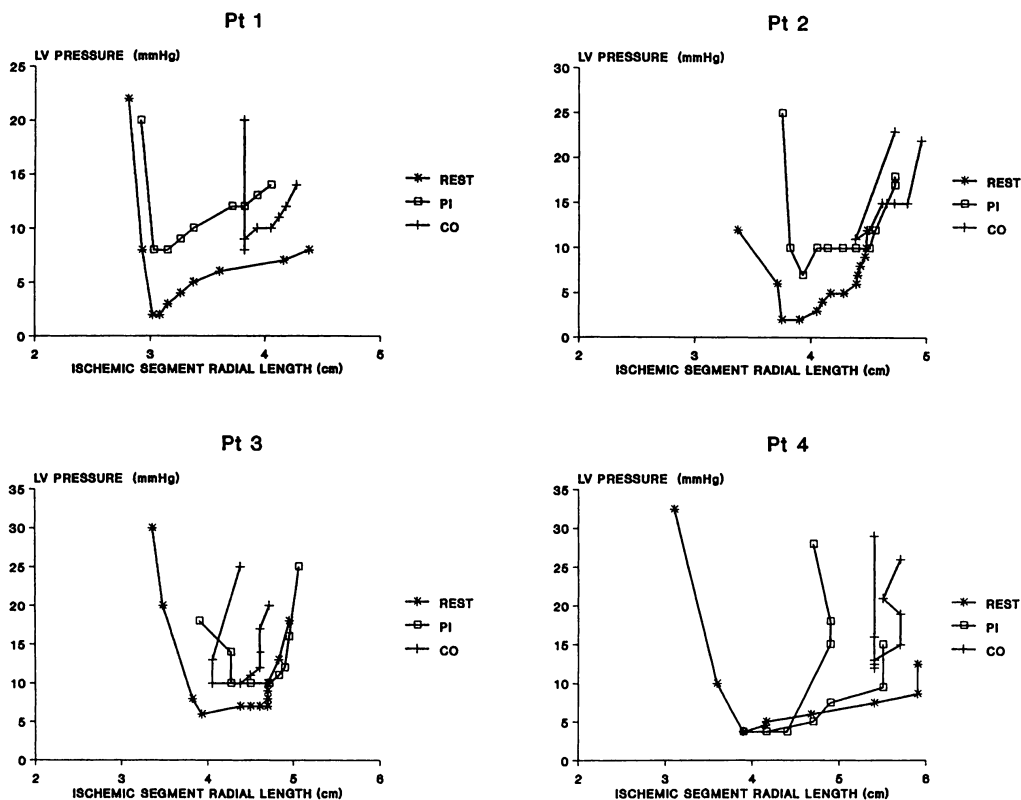 Pt 1
LV PRESSURE (mmHg)
25
20
15
10
5
0
2 3 4 5
ISCHEMIC SEGMENT RADIAL LENGTH (cm)
REST
PI
CO
Pt 2
LV PRESSURE (mmHg)
30
25
20
15
10
5
0
2 3 4 5
ISCHEMIC SEGMENT RADIAL LENGTH (cm)
REST
PI
CO
Pt 3
LV PRESSURE (mmHg)
35
30
25
20
15
10
5
0
2 3 4 5 6
ISCHEMIC SEGMENT RADIAL LENGTH (cm)
REST
PI
CO
Pt 4
LV PRESSURE (mmHg)
35
30
25
20
15
10
5
0
2 3 4 5 6
ISCHEMIC SEGMENT RADIAL LENGTH (cm)
REST
PI
CO